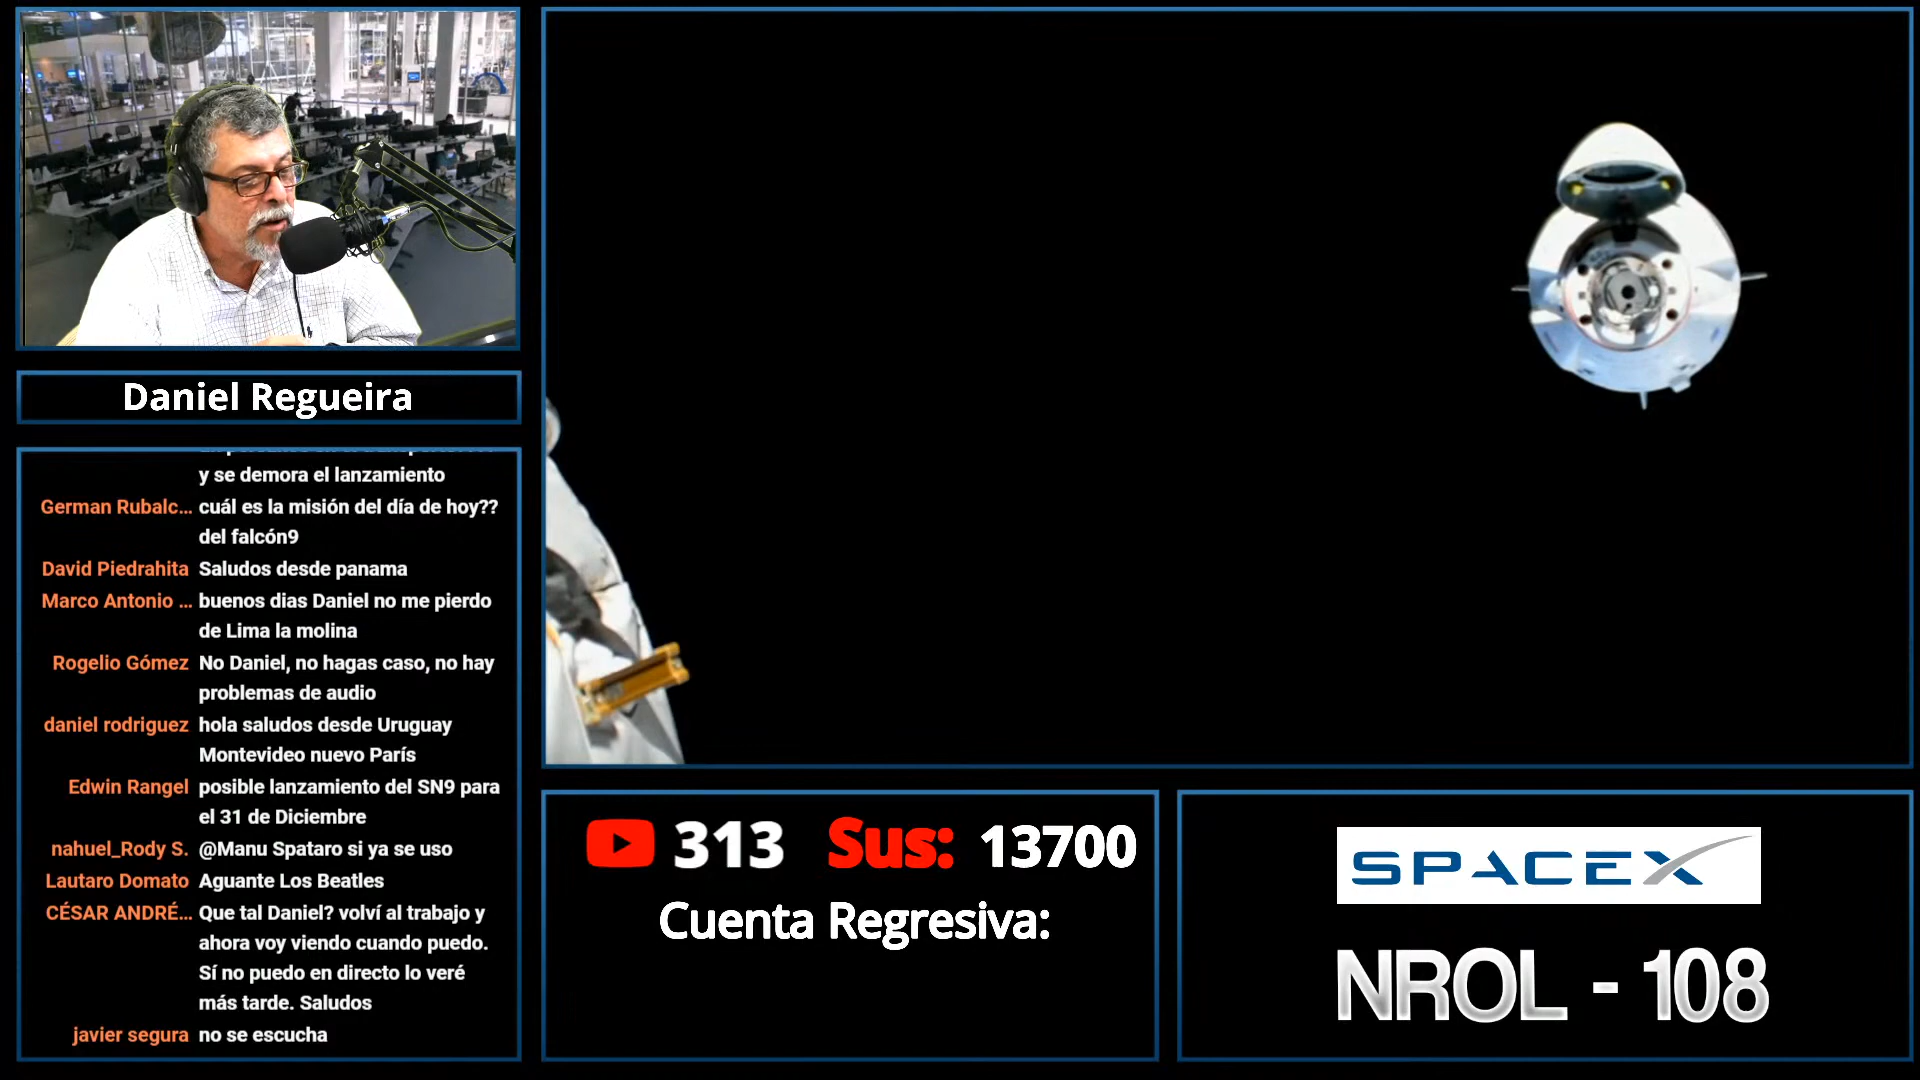 Daniel Regueira
y se demora el lanzamiento
German Rubalc... cuál es la misión del día de hoy??
del falcón9
David Piedrahita Saludos desde panama
Marco Antonio ... buenos dias Daniel no me pierdo
de Lima la molina
Rogelio Gómez No Daniel, no hagas caso, no hay
problemas de audio
daniel rodriguez hola saludos desde Uruguay
Montevideo nuevo París
Edwin Rangel posible lanzamiento del SN9 para
el 31 de Diciembre
nahuel_Rody S. @Manu Spataro si ya se uso
Lautaro Domato Aguante Los Beatles
CÉSAR ANDRÉ... Que tal Daniel? volví al trabajo y
ahora voy viendo cuando puedo.
Sí no puedo en directo lo veré
más tarde. Saludos
javier segura no se escucha
313 Sus: 13700
Cuenta Regresiva:
SPACEX
NROL - 108